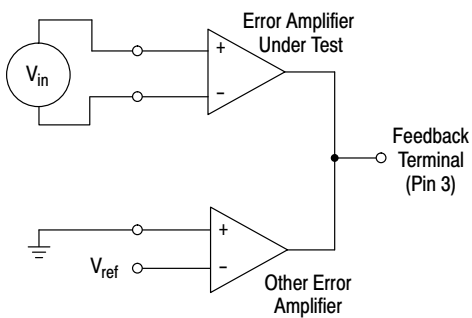 Error Amplifier
Under Test
+
−
V_in
Feedback
Terminal
(Pin 3)
+
−
V_ref
Other Error
Amplifier